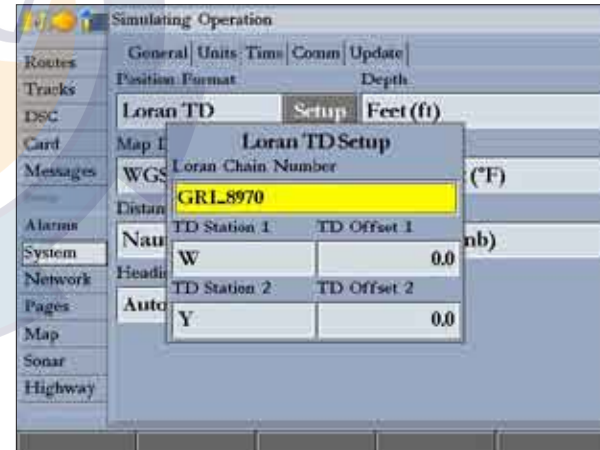 Simulating Operation
General Units Time Comm Update
Routes
Tracks
DSC
Card
Messages
Alarms
System
Network
Pages
Map
Sonar
Highway
Position Format
Depth
Loran TD
Setup
Feet (ft)
Map
WGS
(°F)
Distan
Nau
nb)
Headi
Auto
Loran TD Setup
Loran Chain Number
GRI_8970
TD Station 1
TD Offset 1
W
0.0
TD Station 2
TD Offset 2
Y
0.0